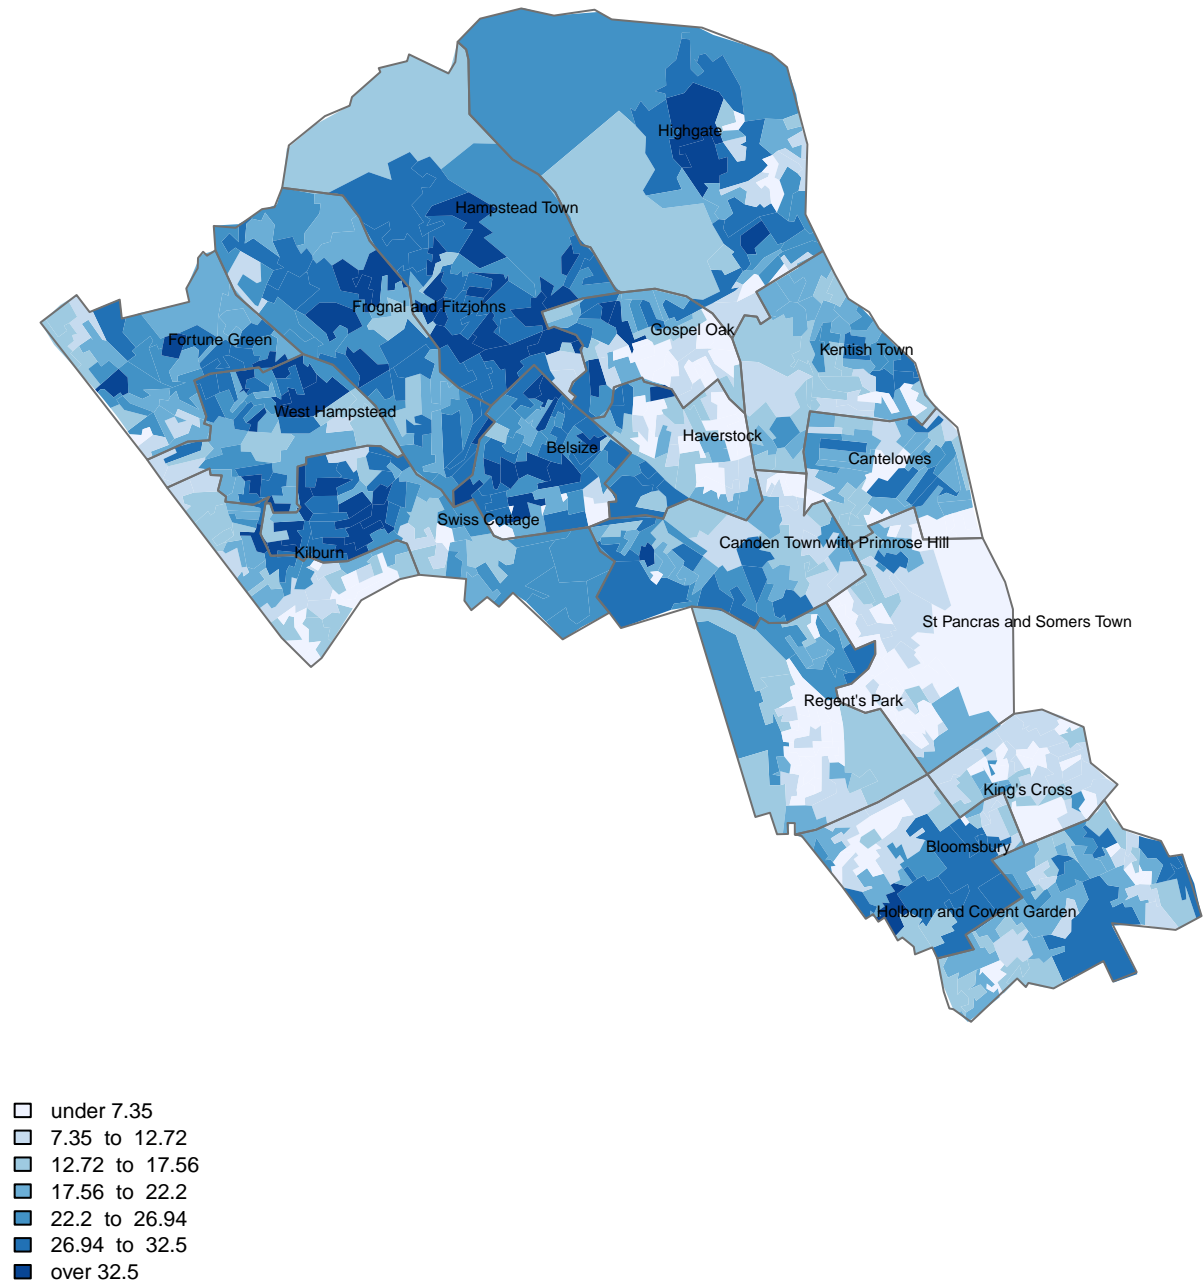 Highgate
Hampstead Town
Frognal and Fitzjohns
Gospel Oak
Fortune Green
Kentish Town
West Hampstead
Haverstock
Belsize
Cantelowes
Swiss Cottage
Camden Town with Primrose Hill
Kilburn
St Pancras and Somers Town
Regent's Park
King's Cross
Bloomsbury
Holborn and Covent Garden
under 7.35
7.35 to 12.72
12.72 to 17.56
17.56 to 22.2
22.2 to 26.94
26.94 to 32.5
over 32.5